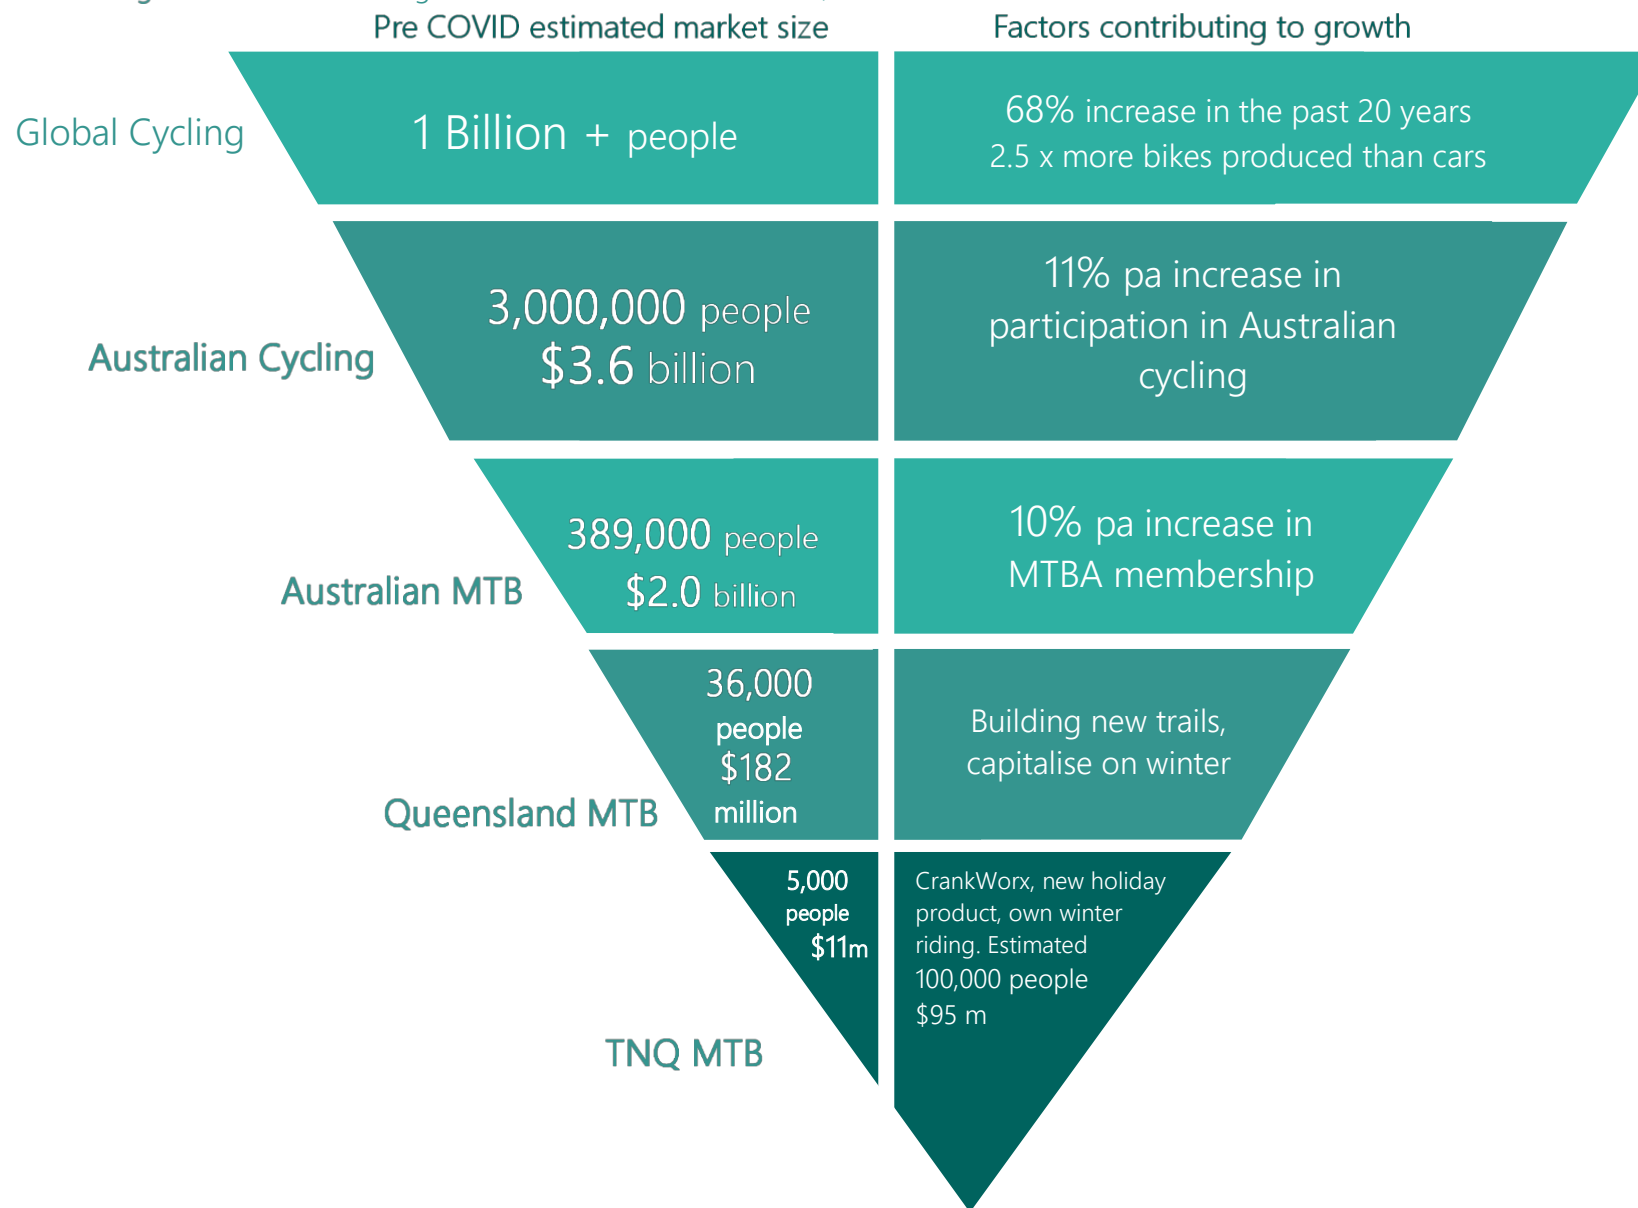 Pre COVID estimated market size
Factors contributing to growth
Global Cycling
1 Billion + people
68% increase in the past 20 years
2.5 x more bikes produced than cars
Australian Cycling
3,000,000 people
$3.6 billion
11% pa increase in
participation in Australian
cycling
Australian MTB
389,000 people
$2.0 billion
10% pa increase in
MTBA membership
Queensland MTB
36,000
people
$182
million
Building new trails,
capitalise on winter
TNQ MTB
5,000
people
$11m
CrankWorx, new holiday
product, own winter
riding. Estimated
100,000 people
$95 m